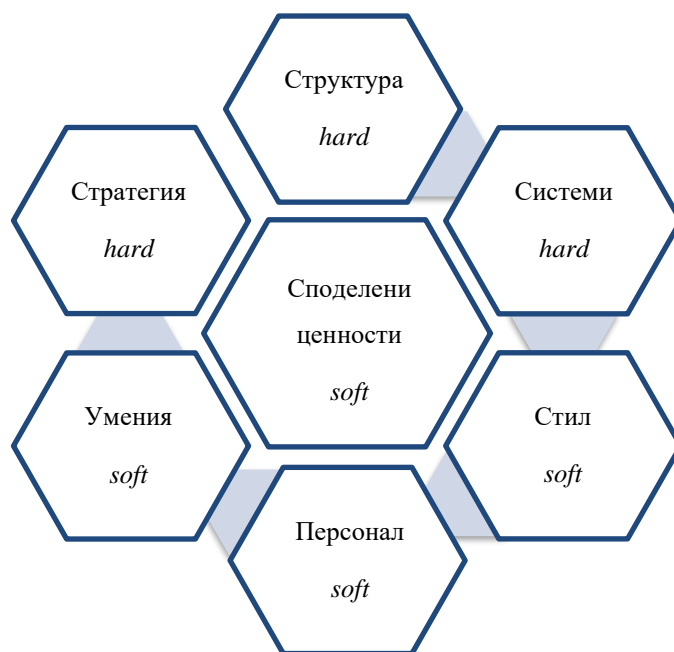 Структура
hard
Стратегия
hard
Системи
hard
Споделени
ценности
soft
Умения
soft
Стил
soft
Персонал
soft